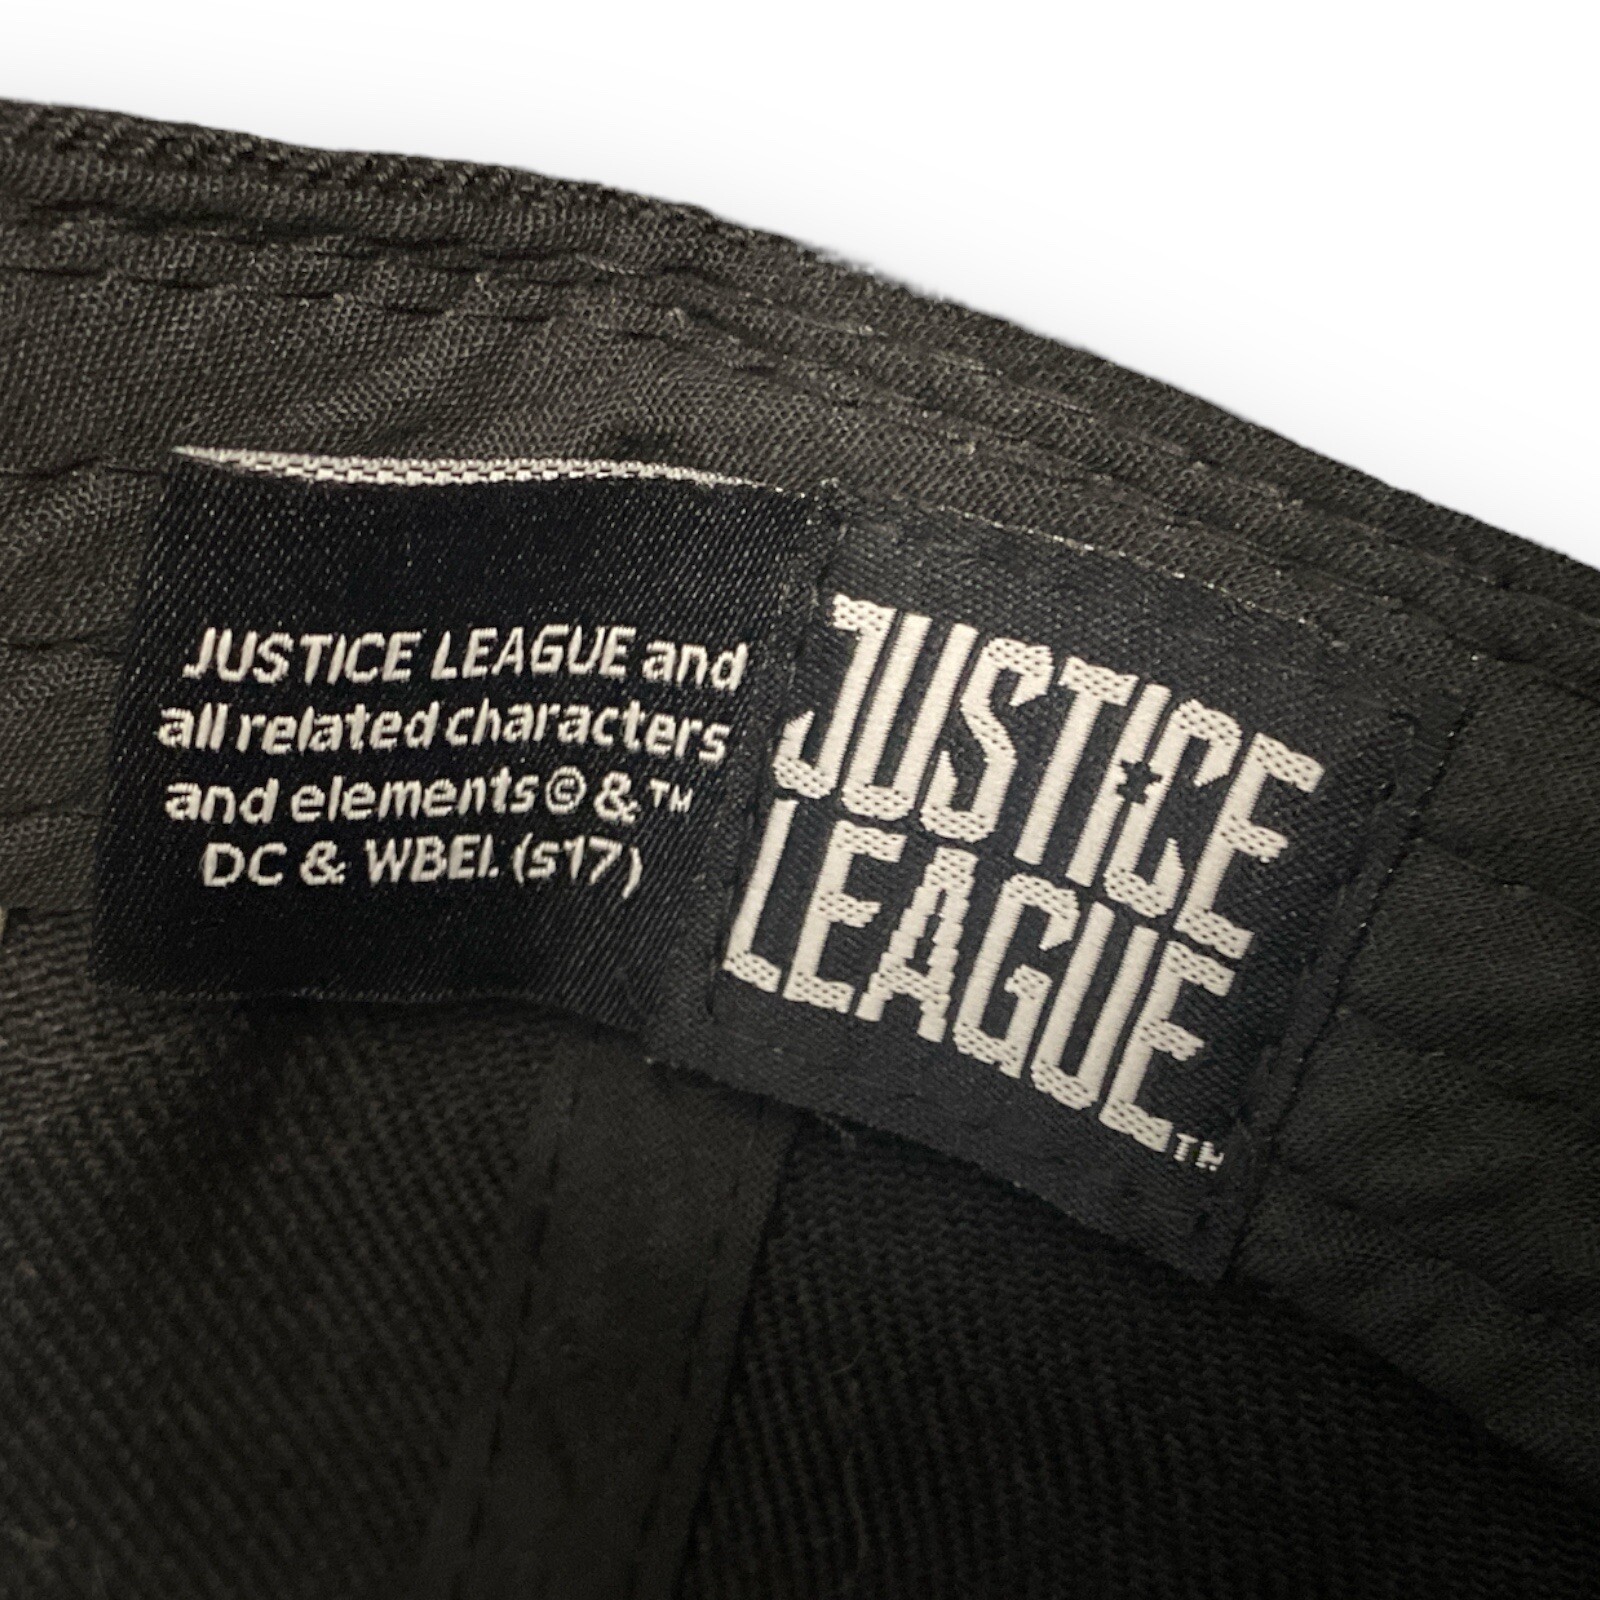 JUSTICE LEAGUE and
all related characters
and elements © & ™
DC & WBEI. (s17)
JUSTICE
LEAGUE
TM